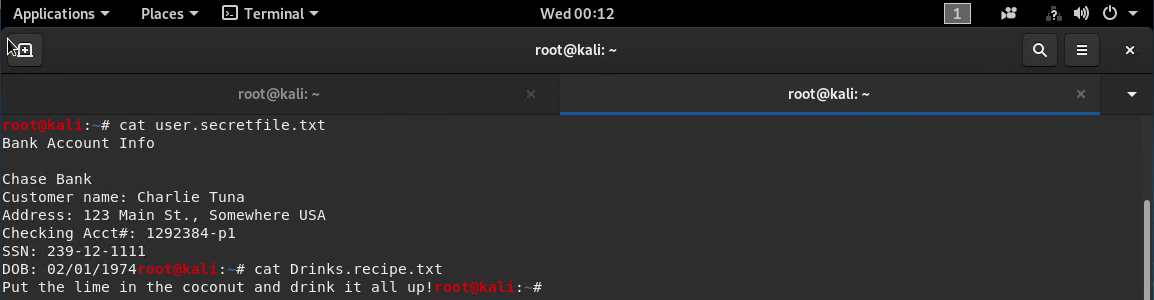 Applications Places Terminal Wed 00:12 1
root@kali: ~
root@kali: ~ root@kali: ~
root@kali:~# cat user.secretfile.txt
Bank Account Info
Chase Bank
Customer name: Charlie Tuna
Address: 123 Main St., Somewhere USA
Checking Acct#: 1292384-p1
SSN: 239-12-1111
DOB: 02/01/1974root@kali:~# cat Drinks.recipe.txt
Put the lime in the coconut and drink it all up!root@kali:~#